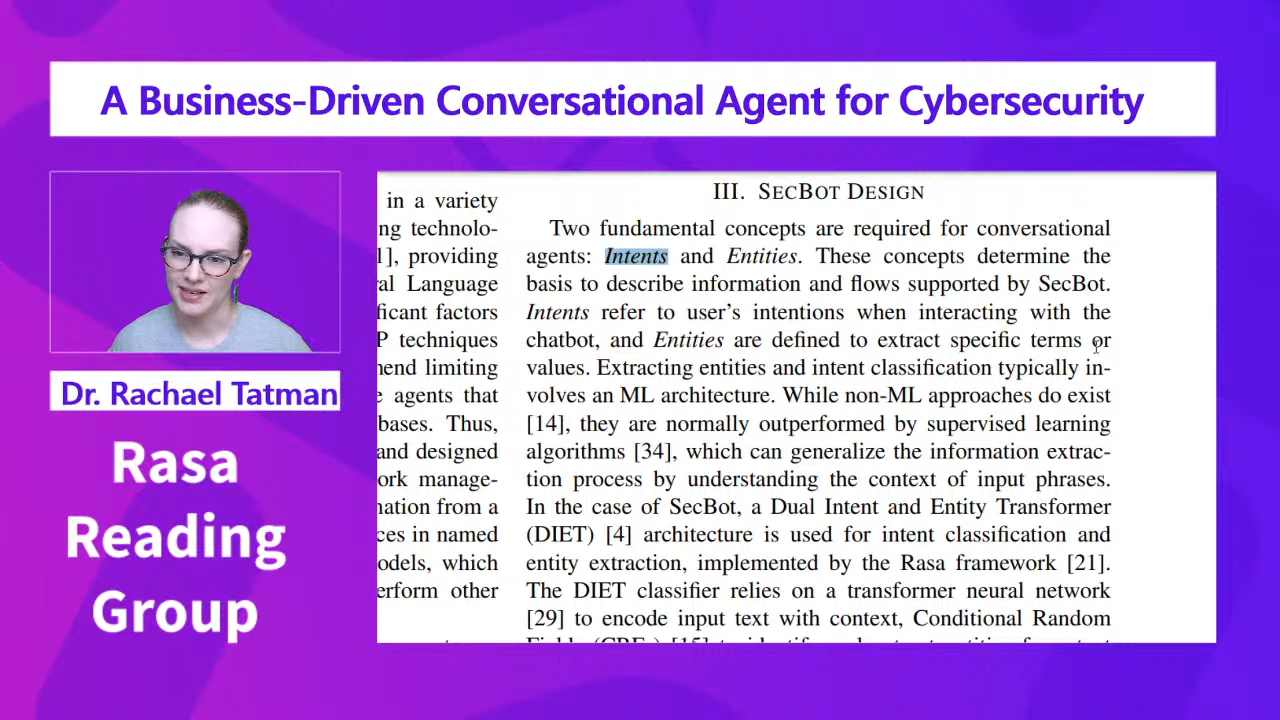 A Business-Driven Conversational Agent for Cybersecurity
Dr. Rachael Tatman
Rasa
Reading
Group
in a variety
ng technolo-
1], providing
al Language
ficant factors
P techniques
mend limiting
e agents that
bases. Thus,
and designed
ork manage-
nation from a
ces in named
odels, which
erform other
III. SECBOT DESIGN
Two fundamental concepts are required for conversational
agents: Intents and Entities. These concepts determine the
basis to describe information and flows supported by SecBot.
Intents refer to user's intentions when interacting with the
chatbot, and Entities are defined to extract specific terms or
values. Extracting entities and intent classification typically in-
volves an ML architecture. While non-ML approaches do exist
[14], they are normally outperformed by supervised learning
algorithms [34], which can generalize the information extrac-
tion process by understanding the context of input phrases.
In the case of SecBot, a Dual Intent and Entity Transformer
(DIET) [4] architecture is used for intent classification and
entity extraction, implemented by the Rasa framework [21].
The DIET classifier relies on a transformer neural network
[29] to encode input text with context, Conditional Random